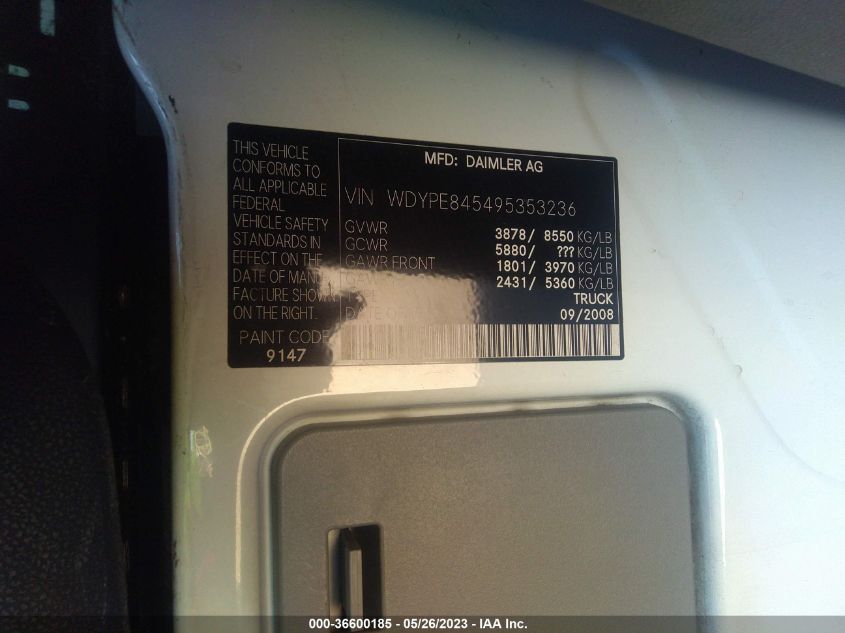 THIS VEHICLE
CONFORMS TO
ALL APPLICABLE
FEDERAL
VEHICLE SAFETY
STANDARDS IN
EFFECT ON THE
DATE OF MANU
FACTURE SHOWN
ON THE RIGHT.
PAINT CODE
9147
MFD: DAIMLER AG
VIN WDYPE845495353236
GVWR 3878/ 8550 KG/LB
GCWR 5880/ ??? KG/LB
GAWR FRONT 1801/ 3970 KG/LB
2431/ 5360 KG/LB
TRUCK
DATE OF 09/2008
000-36600185 - 05/26/2023 - IAA Inc.